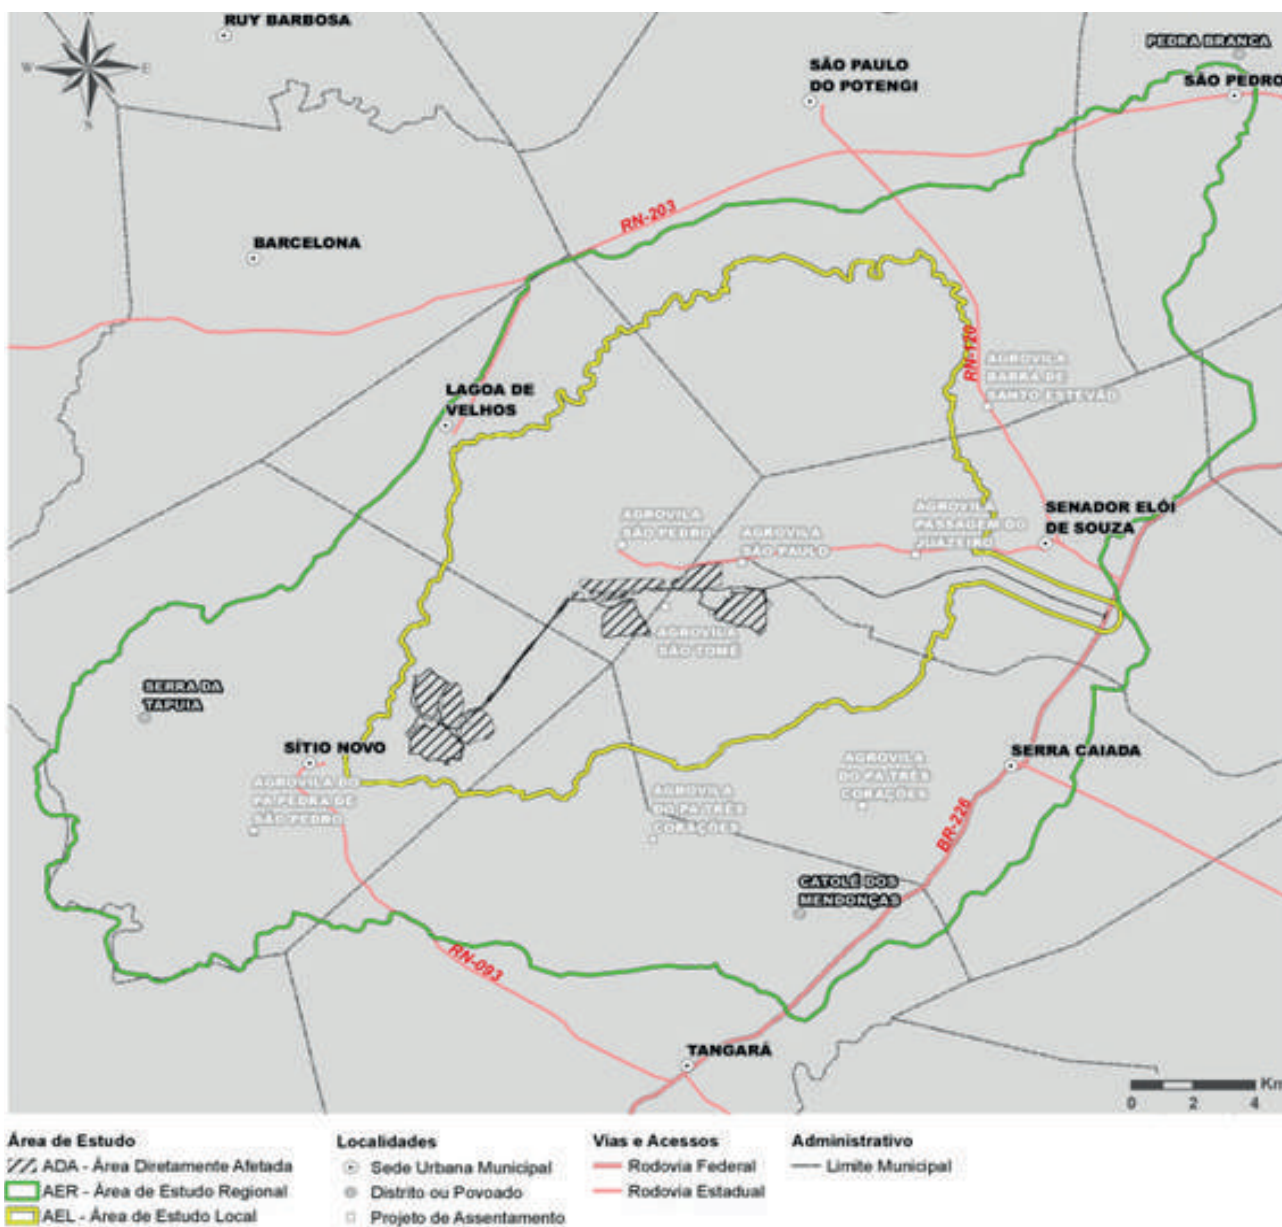 RUY BARBOSA
W
E
S
PEDRA BRANCA
SÃO PAULO
DO POTENGI
SÃO PEDRO
RN-203
BARCELONA
RN-120
AGROVILA
BARRA DE
SANTO ESTEVÃO
LAGOA DE
VELHOS
AGROVILA
SÃO PEDRO
AGROVILA
SÃO PAULO
AGROVILA
PASSAGEM DO
JUAZEIRO
SENADOR ELÓI
DE SOUZA
AGROVILA
SÃO TOMÉ
SERRA DA
TAPUIA
SÍTIO NOVO
AGROVILA DO
PA PEDRA DE
SÃO PEDRO
AGROVILA
DO PA TRÊS
CORAÇÕES
AGROVILA
DO PA TRÊS
CORAÇÕES
SERRA CAIADA
BR-226
CATOLÉ DOS
MENDONÇAS
RN-093
TANGARÁ
Km
0 2 4
Área de Estudo
ADA - Área Diretamente Afetada
AER - Área de Estudo Regional
AEL - Área de Estudo Local
Localidades
Sede Urbana Municipal
Distrito ou Povoado
Projeto de Assentamento
Vias e Acessos
Rodovia Federal
Rodovia Estadual
Administrativo
Limite Municipal